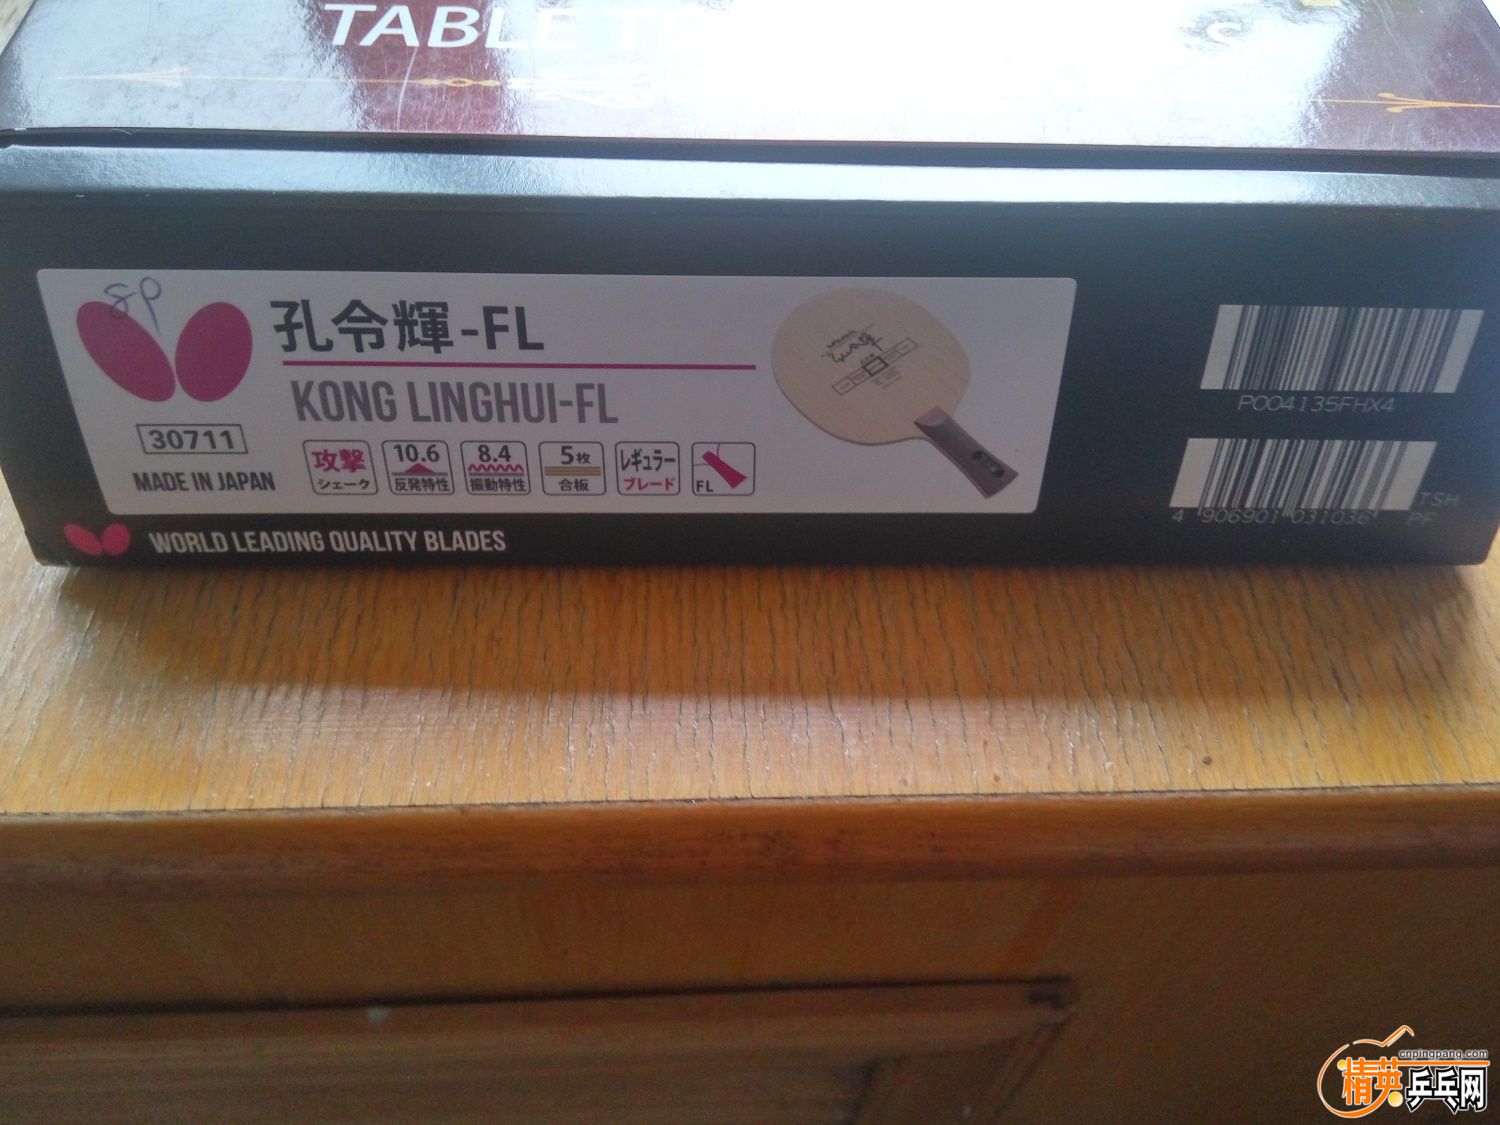 TABLE TE
sp
孔令輝-FL
KONG LINGHUI-FL
30711
MADE IN JAPAN
攻撃
シェーク
10.6
反発特性
8.4
振動特性
5枚
合板
レギュラー
ブレード
FL
WORLD LEADING QUALITY BLADES
P004135FHX4
TSH
4 906901 031036 PF
cnpingpang.com
精英乒乓网